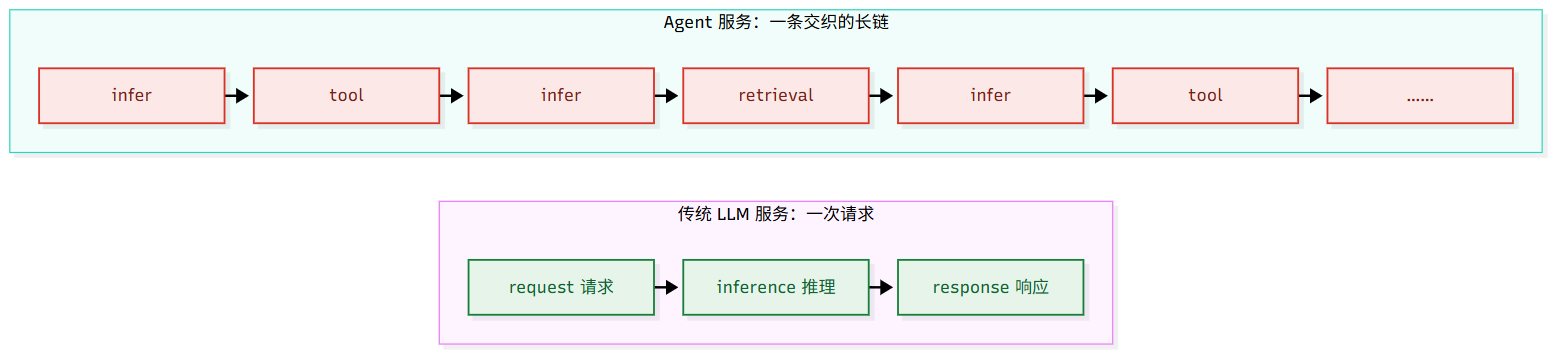 Agent 服务：一条交织的长链
infer
tool
infer
retrieval
infer
tool
......
传统 LLM 服务：一次请求
request 请求
inference 推理
response 响应